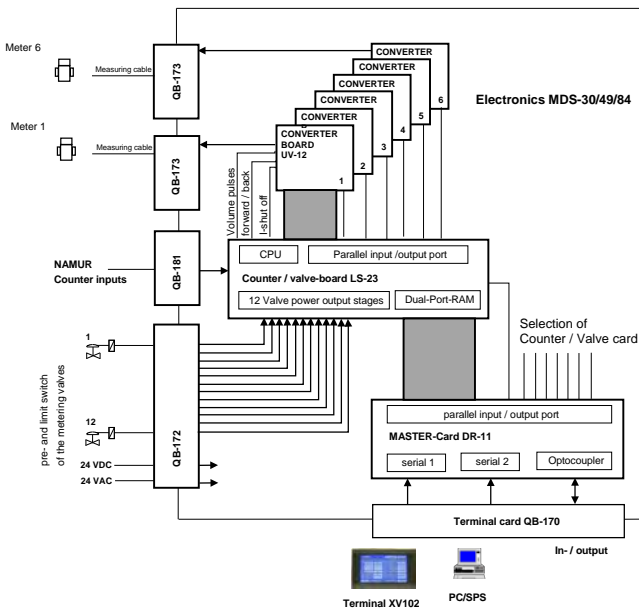 Meter 6
Measuring cable
QB-173
CONVERTER
CONVERTER
CONVERTER
CONVERTER
CONVERTER
CONVERTER
BOARD
UV-12
6
5
4
3
2
1
Electronics MDS-30/49/84
Meter 1
Measuring cable
QB-173
Volume pulses
forward / back
I-shut off
NAMUR
Counter inputs
QB-181
CPU
Parallel input /output port
Counter / valve-board LS-23
12 Valve power output stages
Dual-Port-RAM
Selection of
Counter / Valve card
1
12
pre- and limit switch
of the metering valves
QB-172
24 VDC
24 VAC
parallel input / output port
MASTER-Card DR-11
serial 1
serial 2
Optocoupler
Terminal card QB-170
In- / output
Terminal XV102
PC/SPS